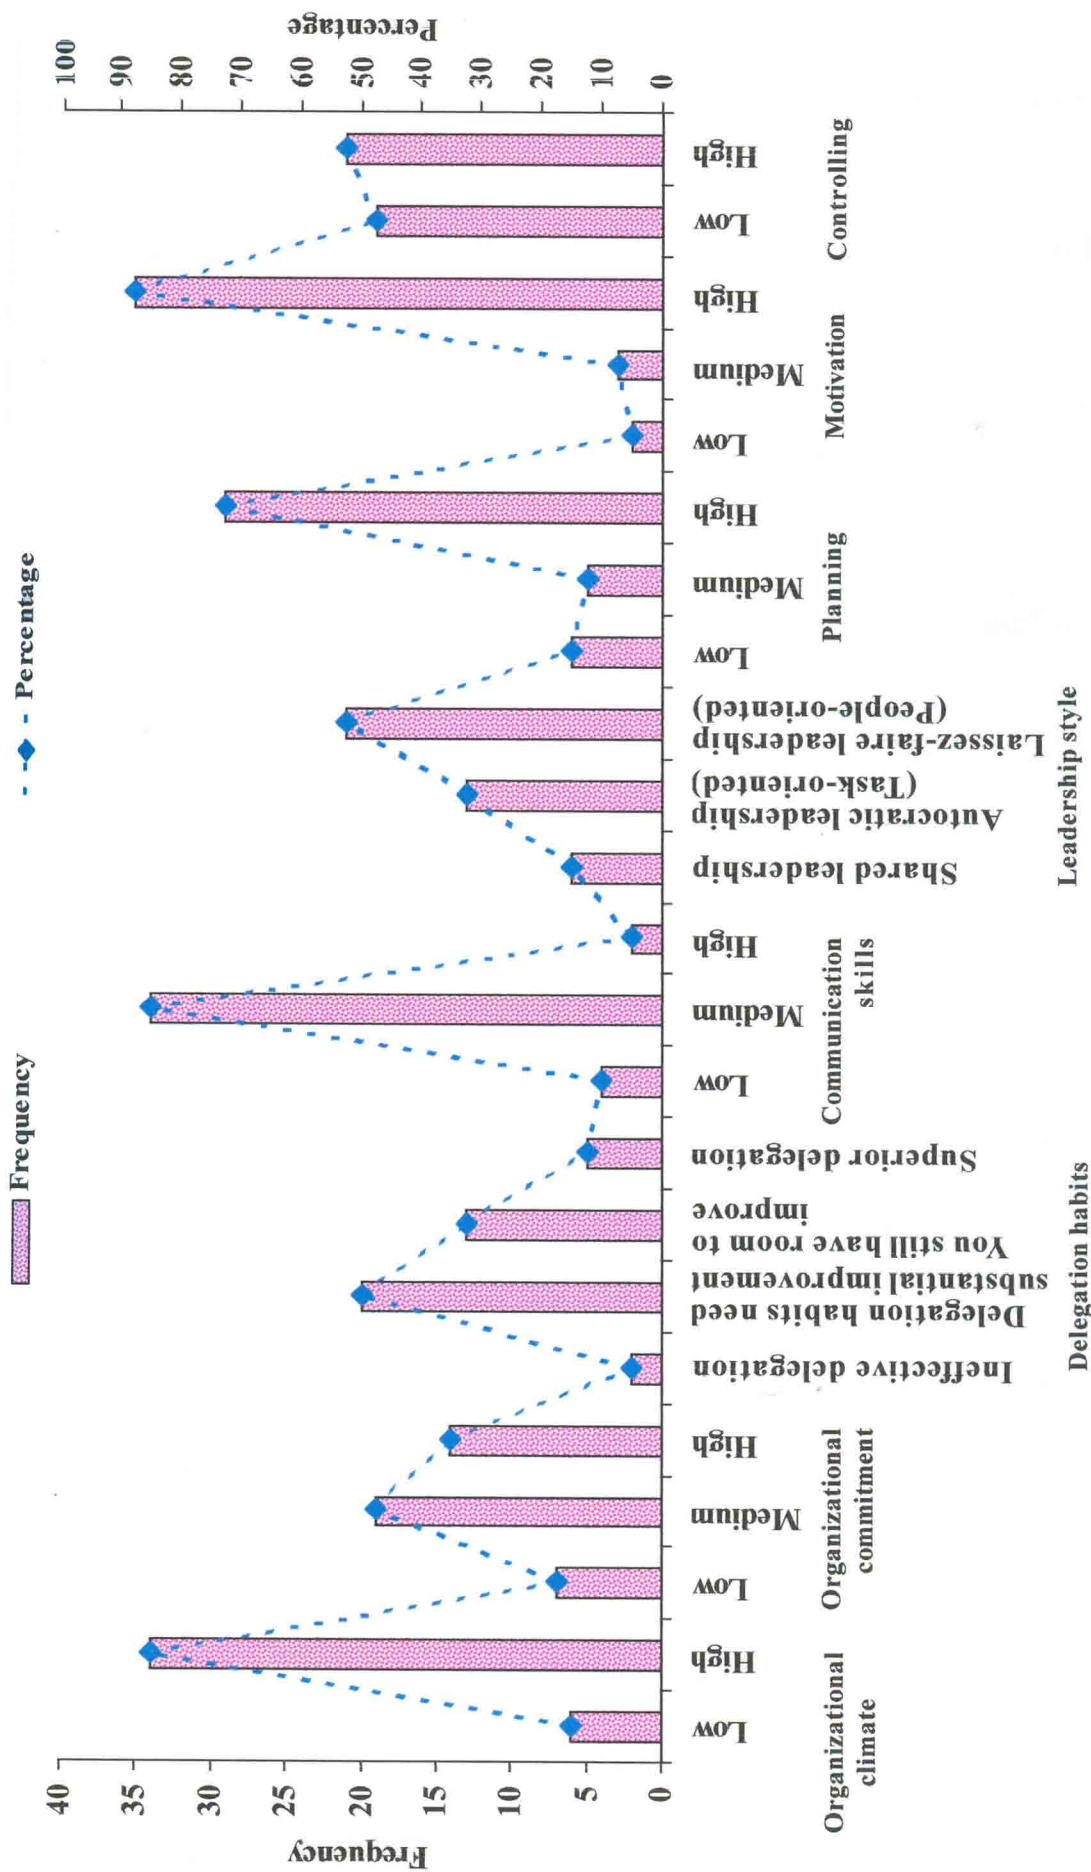 Frequency
Percentage
Frequency
40
35
30
25
20
15
10
5
0
Percentage
100
90
80
70
60
50
40
30
20
10
0
Low
High
Organizational
climate
Low
Medium
High
Organizational
commitment
Ineffective delegation
Delegation habits need
substantial improvement
You still have room to
improve
Superior delegation
Delegation habits
Low
Medium
High
Communication
skills
Shared leadership
Autocratic leadership
(Task-oriented)
Laissez-faire leadership
(People-oriented)
Leadership style
Low
Medium
High
Planning
Low
Medium
High
Motivation
Low
High
Controlling